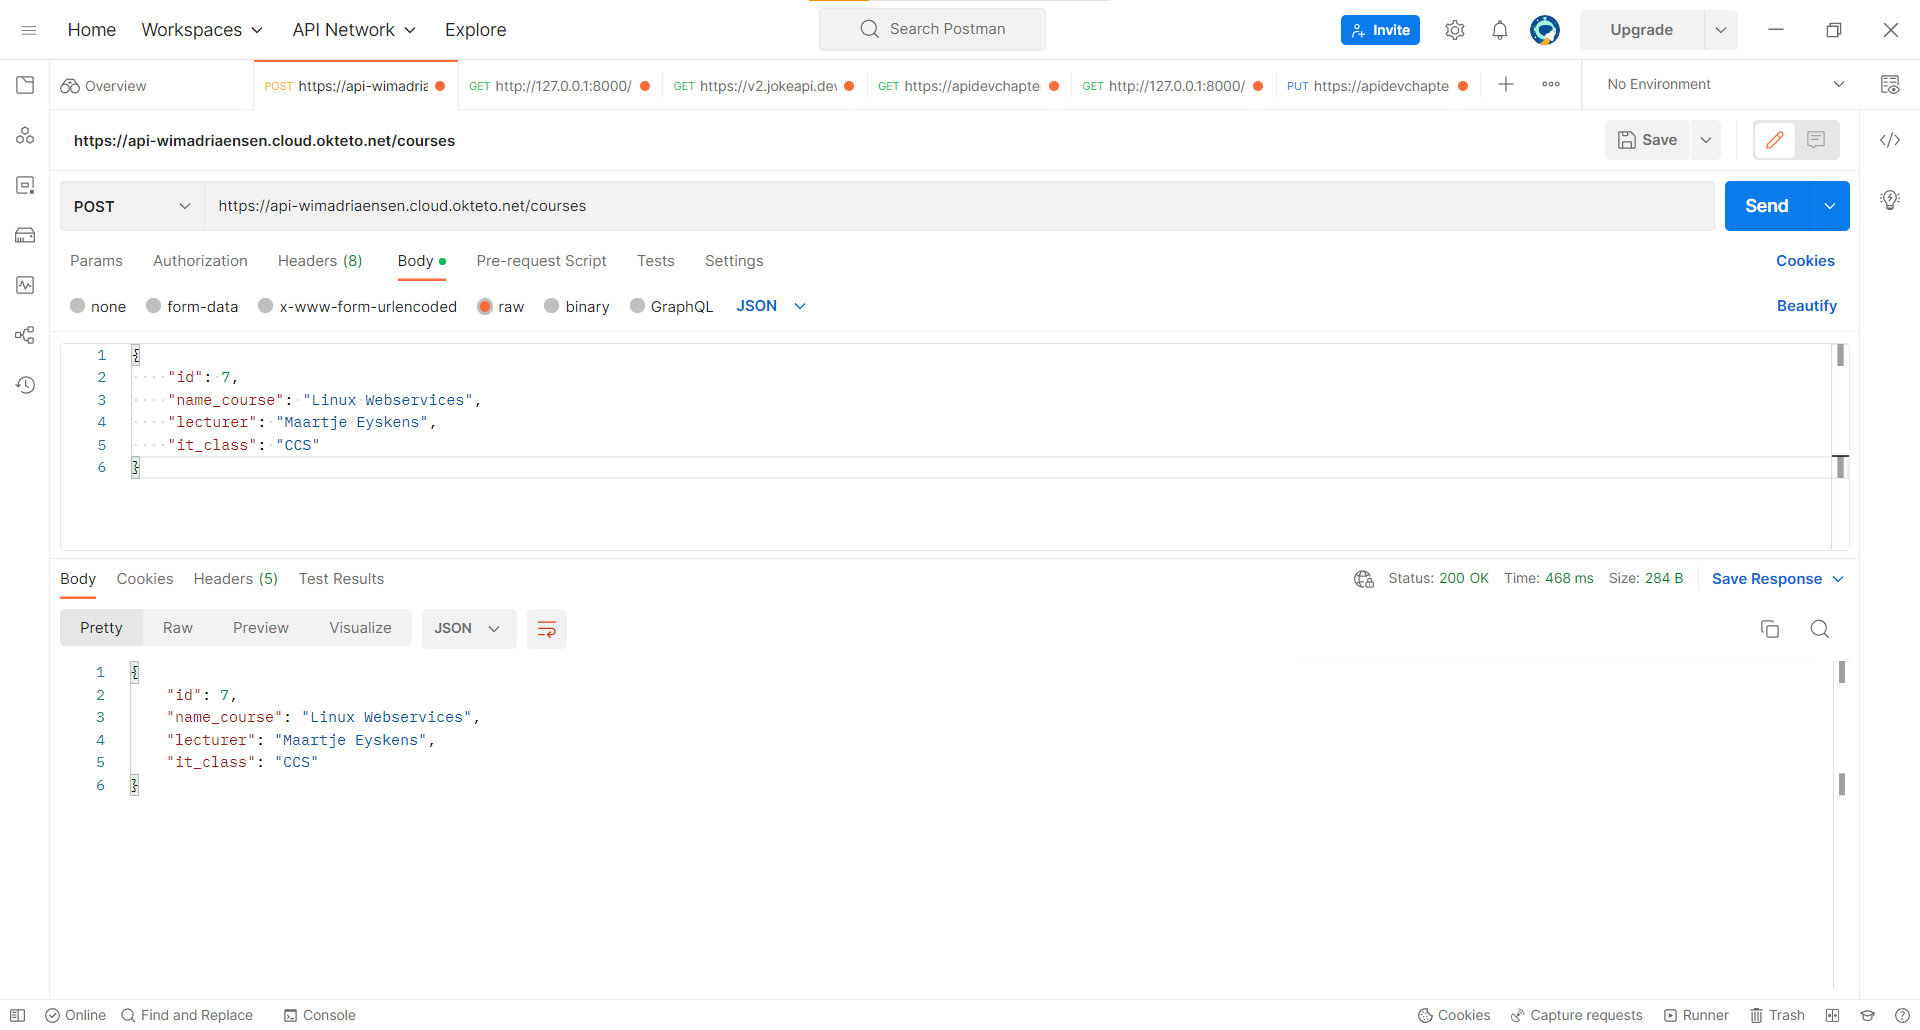 Home Workspaces API Network Explore Search Postman Invite Upgrade
Overview POST https://api-wimadria GET http://127.0.0.1:8000/ GET https://v2.jokeapi.dev GET https://apidevchapte GET http://127.0.0.1:8000/ PUT https://apidevchapte No Environment
https://api-wimadriaensen.cloud.okteto.net/courses Save
POST https://api-wimadriaensen.cloud.okteto.net/courses Send
Params Authorization Headers (8) Body Pre-request Script Tests Settings Cookies
none form-data x-www-form-urlencoded raw binary GraphQL JSON Beautify
1 {
2 "id": 7,
3 "name_course": "Linux Webservices",
4 "lecturer": "Maartje Eyskens",
5 "it_class": "CCS"
6 }
Body Cookies Headers (5) Test Results Status: 200 OK Time: 468 ms Size: 284 B Save Response
Pretty Raw Preview Visualize JSON
1 {
2 "id": 7,
3 "name_course": "Linux Webservices",
4 "lecturer": "Maartje Eyskens",
5 "it_class": "CCS"
6 }
Online Find and Replace Console Cookies Capture requests Runner Trash